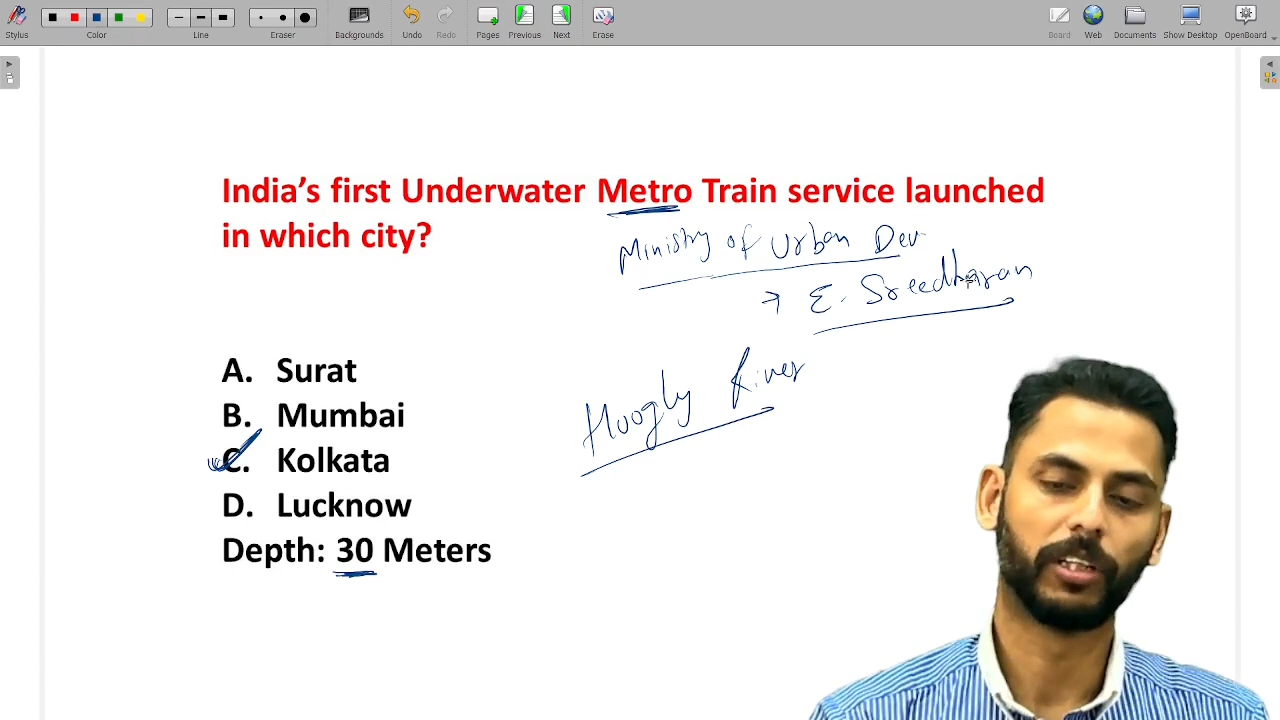 Stylus Color Line Eraser Backgrounds Undo Redo Pages Previous Next Erase Board Web Documents Show Desktop OpenBoard
India's first Underwater Metro Train service launched
in which city?
Ministry of Urban Dev
→ E. Sreedharan
A. Surat
Hoogly River
B. Mumbai
C. Kolkata
D. Lucknow
Depth: 30 Meters